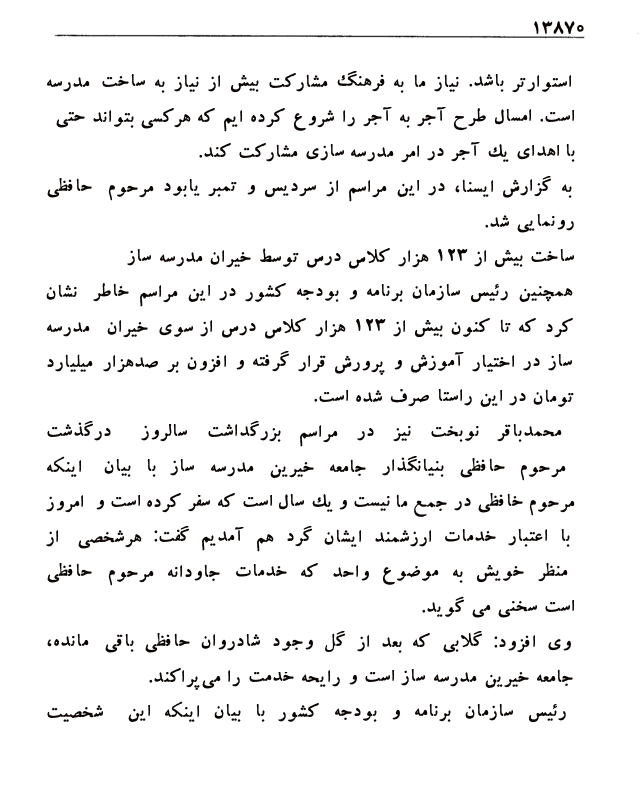 ۱۳۸۷۰
استوارتر باشد. نیاز ما به فرهنگ مشارکت بیش از نیاز به ساخت مدرسه
است. امسال طرح آجر به آجر را شروع کرده ایم که هرکسی بتواند حتی
با اهدای یك آجر در امر مدرسه سازی مشارکت کند.
به گزارش ایسنا، در این مراسم از سردیس و تمبر یابود مرحوم حافظی
رونمایی شد.
ساخت بیش از ۱۲۳ هزار کلاس درس توسط خیران مدرسه ساز
همچنین رئیس سازمان برنامه و بودجه کشور در این مراسم خاطر نشان
کرد که تا کنون بیش از ۱۲۳ هزار کلاس درس از سوی خیران مدرسه
ساز در اختیار آموزش و پرورش قرار گرفته و افزون بر صدهزار میلیارد
تومان در این راستا صرف شده است.
محمدباقر نوبخت نیز در مراسم بزرگداشت سالروز درگذشت
مرحوم حافظی بنیانگذار جامعه خیرین مدرسه ساز با بیان اینکه
مرحوم خافظی در جمع ما نیست و یك سال است که سفر کرده است و امروز
با اعتبار خدمات ارزشمند ایشان گرد هم آمدیم گفت: هرشخصی از
منظر خویش به موضوع واحد که خدمات جاودانه مرحوم حافظی
است سخنی می گوید.
وی افزود: گلابی که بعد از گل وجود شادروان حافظی باقی مانده،
جامعه خیرین مدرسه ساز است و رایحه خدمت را می پراکند.
رئیس سازمان برنامه و بودجه کشور با بیان اینکه این شخصیت